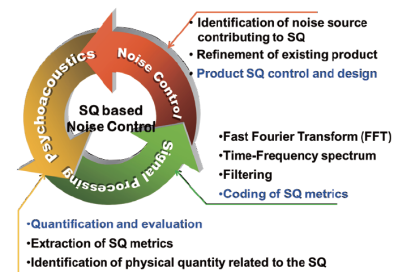 • Identification of noise source
contributing to SQ
• Refinement of existing product
• Product SQ control and design
Psychoacoustics
Noise Control
SQ based
Noise Control
Signal Processing
• Fast Fourier Transform (FFT)
• Time-Frequency spectrum
• Filtering
• Coding of SQ metrics
•Quantification and evaluation
•Extraction of SQ metrics
•Identification of physical quantity related to the SQ